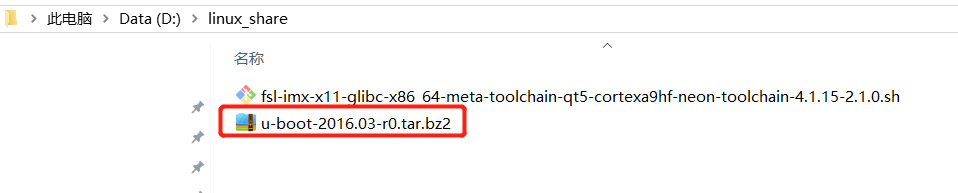 此电脑 > Data (D:) > linux_share
名称
fsl-imx-x11-glibc-x86_64-meta-toolchain-qt5-cortexa9hf-neon-toolchain-4.1.15-2.1.0.sh
u-boot-2016.03-r0.tar.bz2